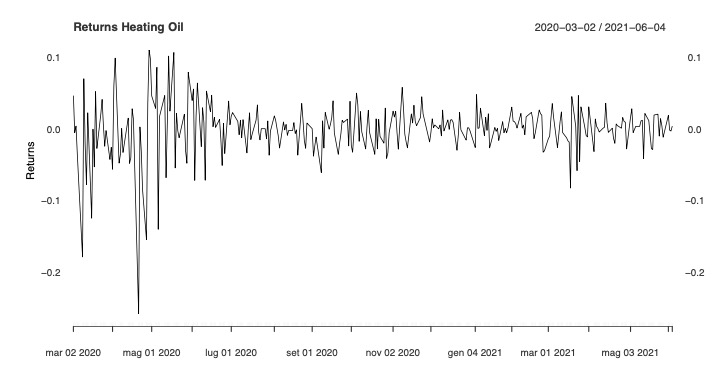 Returns Heating Oil 2020−03−02 / 2021−06−04
0.1 0.1
0.0 0.0
Returns
−0.1 −0.1
−0.2 −0.2
mar 02 2020 mag 01 2020 lug 01 2020 set 01 2020 nov 02 2020 gen 04 2021 mar 01 2021 mag 03 2021